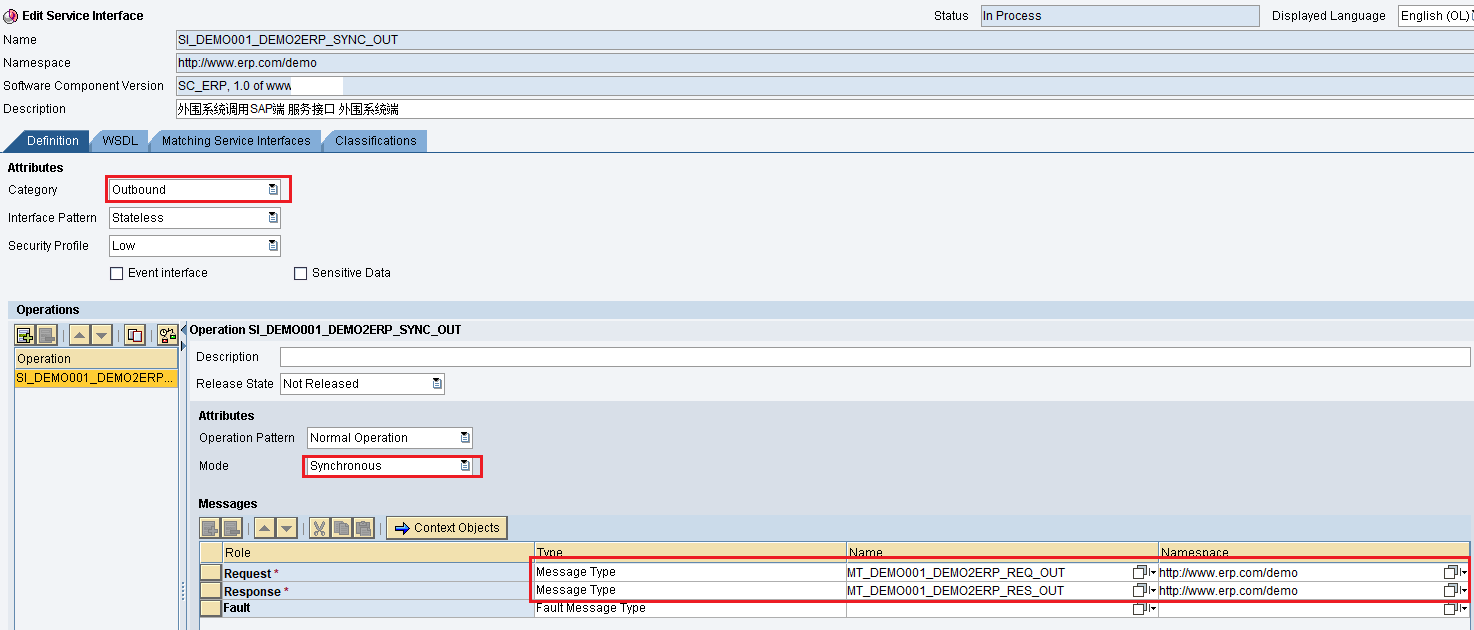 Edit Service Interface Status In Process Displayed Language English (OL)
Name SI_DEMO001_DEMO2ERP_SYNC_OUT
Namespace http://www.erp.com/demo
Software Component Version SC_ERP, 1.0 of www
Description 外围系统调用SAP端 服务接口 外围系统端
Definition WSDL Matching Service Interfaces Classifications
Attributes
Category Outbound
Interface Pattern Stateless
Security Profile Low
Event interface Sensitive Data
Operations
Operation SI_DEMO001_DEMO2ERP_SYNC_OUT
Operation
SI_DEMO001_DEMO2ERP...
Description
Release State Not Released
Attributes
Operation Pattern Normal Operation
Mode Synchronous
Messages
Context Objects
Role Type Name Namespace
Request * Message Type MT_DEMO001_DEMO2ERP_REQ_OUT http://www.erp.com/demo
Response * Message Type MT_DEMO001_DEMO2ERP_RES_OUT http://www.erp.com/demo
Fault Fault Message Type